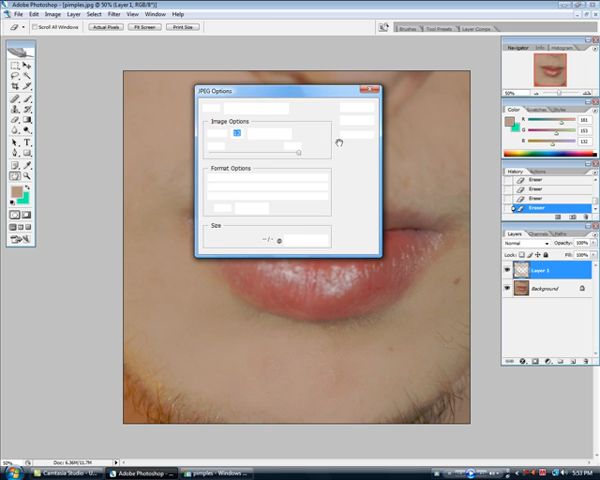 Adobe Photoshop - [pimples.jpg @ 50% (Layer 1, RGB/8*)]
File Edit Image Layer Select Filter View Window Help
Scroll All Windows Actual Pixels Fit Screen Print Size
Brushes Tool Presets Layer Comps
Navigator Info Histogram
50%
Color Swatches Styles
R 181
G 153
B 132
History Actions
Eraser
Eraser
Eraser
Eraser
Layers Channels Paths
Normal Opacity: 100%
Lock: Fill: 100%
Layer 1
Background
JPEG Options
Image Options
12
Format Options
Size
-- / -- @
50% Doc: 6.36M/11.7M
Camtasia Studio - U... Adobe Photoshop - ... pimples - Windows ...
5:53 PM